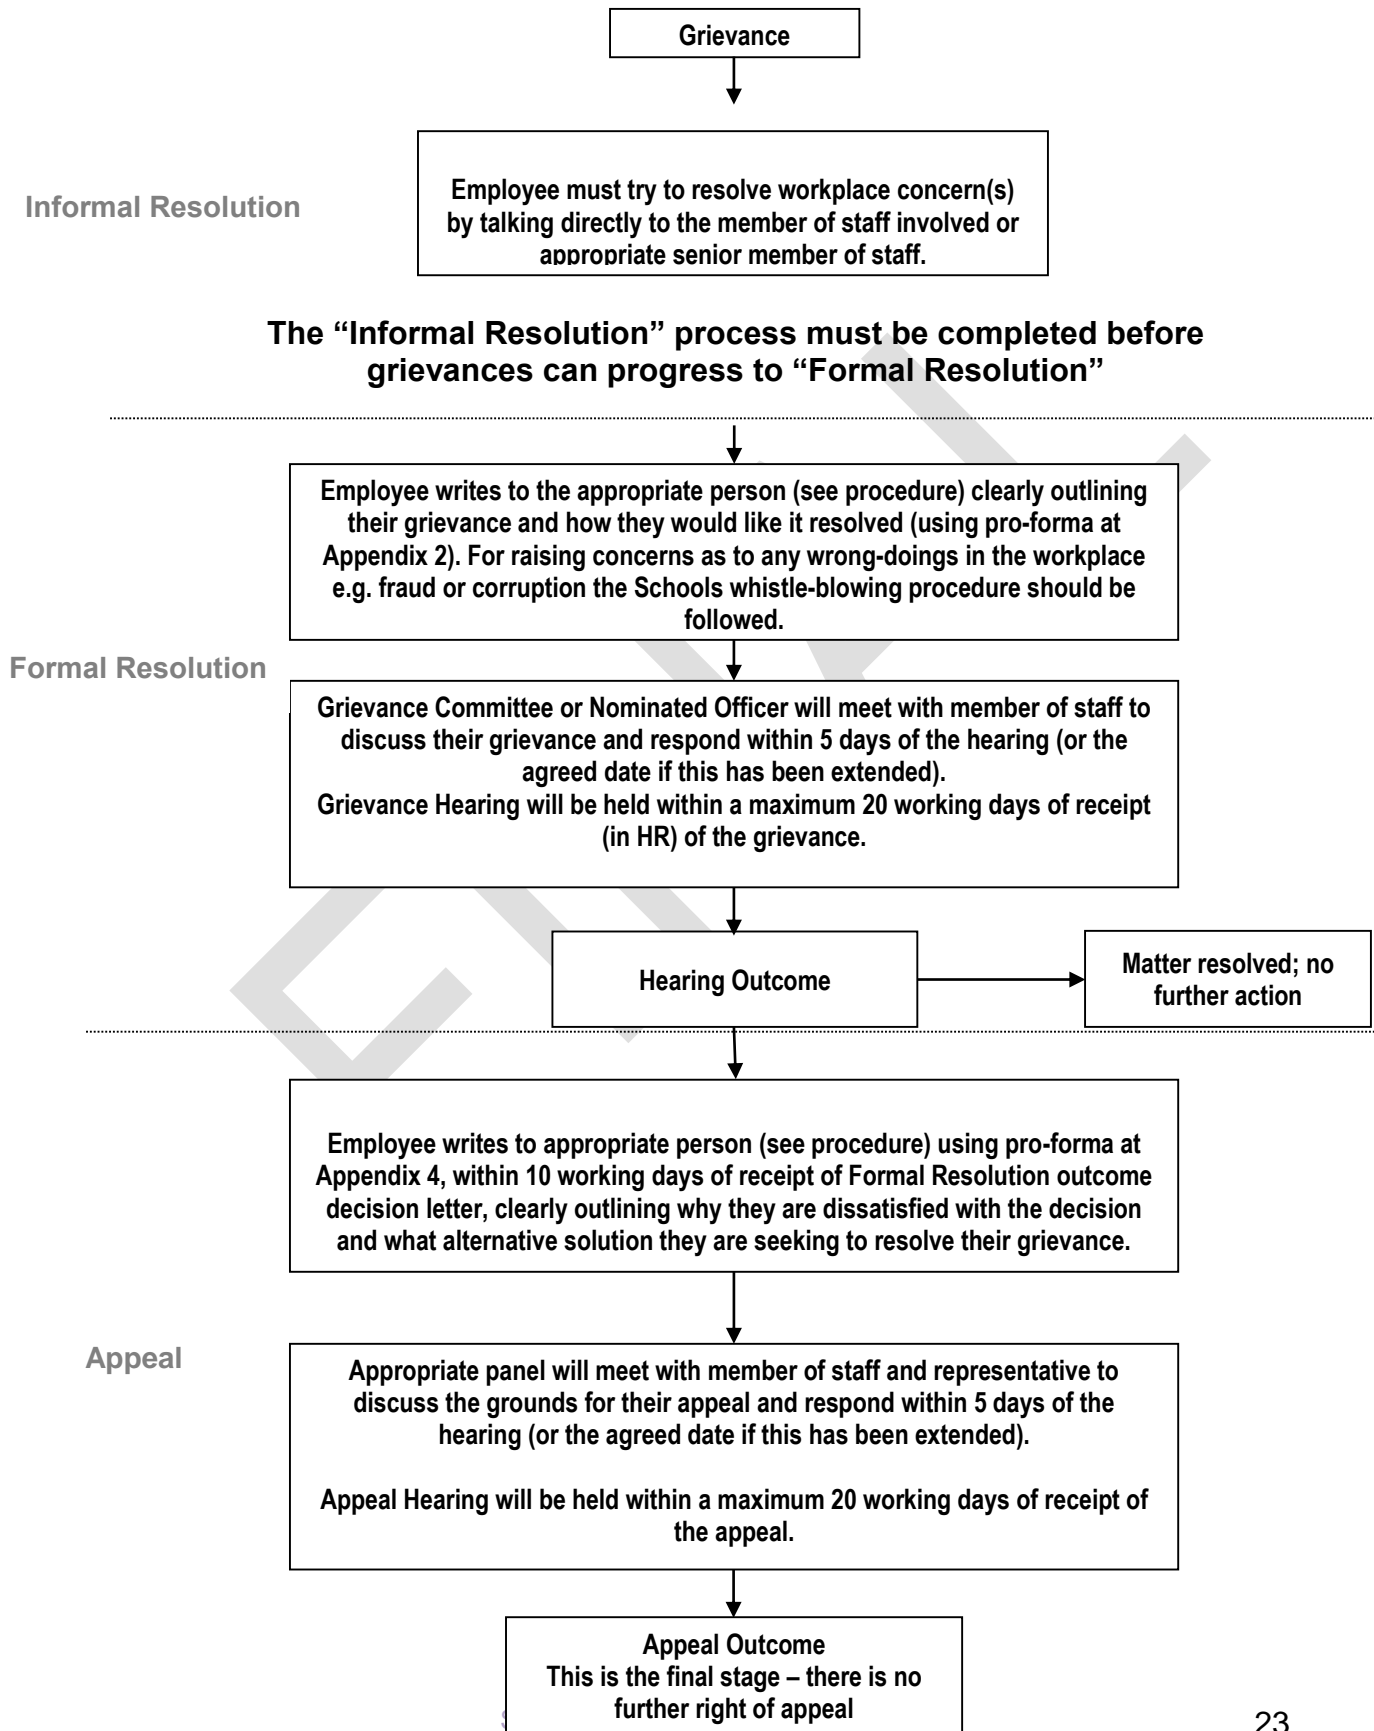 Grievance
Informal Resolution
Employee must try to resolve workplace concern(s)
by talking directly to the member of staff involved or
appropriate senior member of staff.
The “Informal Resolution” process must be completed before
grievances can progress to “Formal Resolution”
Employee writes to the appropriate person (see procedure) clearly outlining
their grievance and how they would like it resolved (using pro-forma at
Appendix 2). For raising concerns as to any wrong-doings in the workplace
e.g. fraud or corruption the Schools whistle-blowing procedure should be
followed.
Formal Resolution
Grievance Committee or Nominated Officer will meet with member of staff to
discuss their grievance and respond within 5 days of the hearing (or the
agreed date if this has been extended).
Grievance Hearing will be held within a maximum 20 working days of receipt
(in HR) of the grievance.
Hearing Outcome
Matter resolved; no
further action
Employee writes to appropriate person (see procedure) using pro-forma at
Appendix 4, within 10 working days of receipt of Formal Resolution outcome
decision letter, clearly outlining why they are dissatisfied with the decision
and what alternative solution they are seeking to resolve their grievance.
Appeal
Appropriate panel will meet with member of staff and representative to
discuss the grounds for their appeal and respond within 5 days of the
hearing (or the agreed date if this has been extended).
Appeal Hearing will be held within a maximum 20 working days of receipt of
the appeal.
Appeal Outcome
This is the final stage – there is no
further right of appeal
23